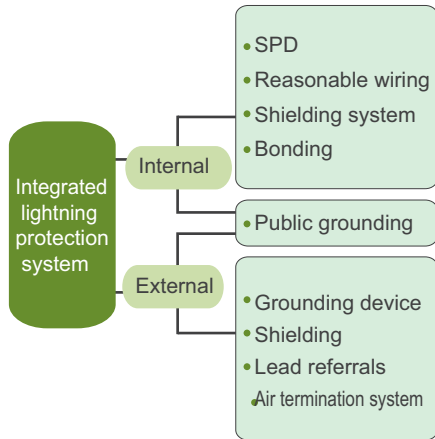 Integrated
lightning
protection
system
Internal
External
• SPD
• Reasonable wiring
• Shielding system
• Bonding
• Public grounding
• Grounding device
• Shielding
• Lead referrals
• Air termination system